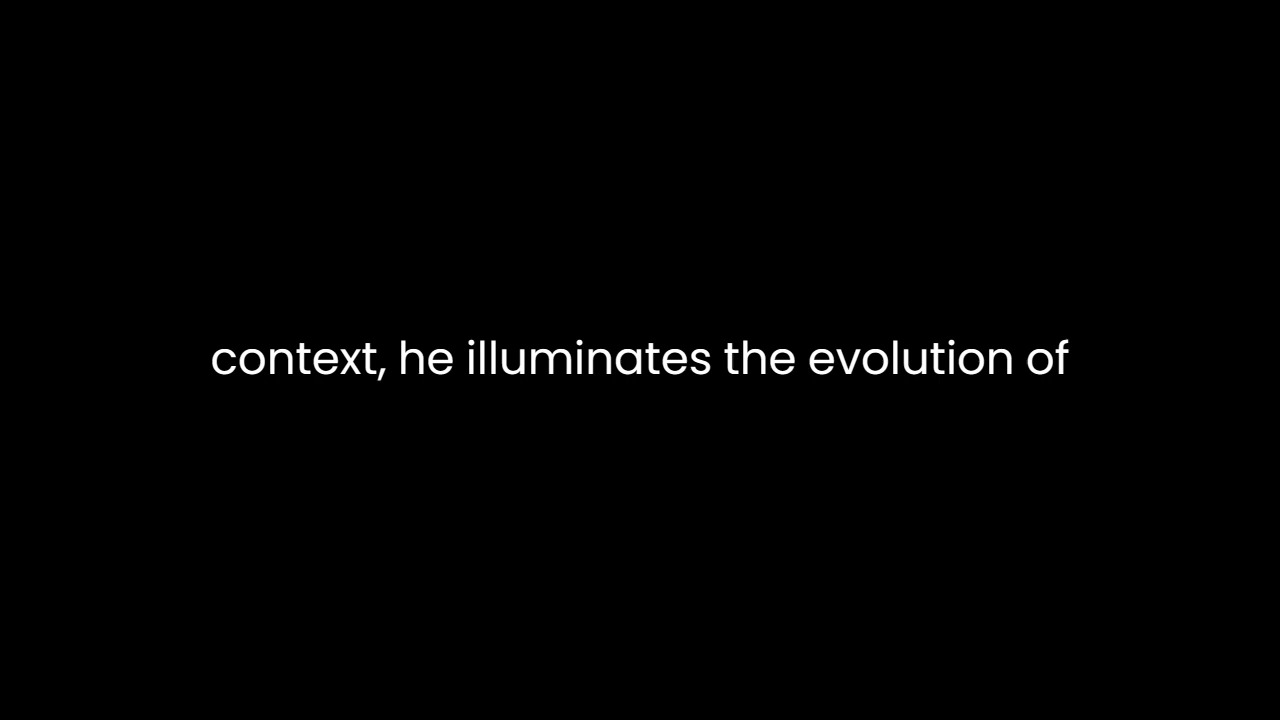 context, he illuminates the evolution of